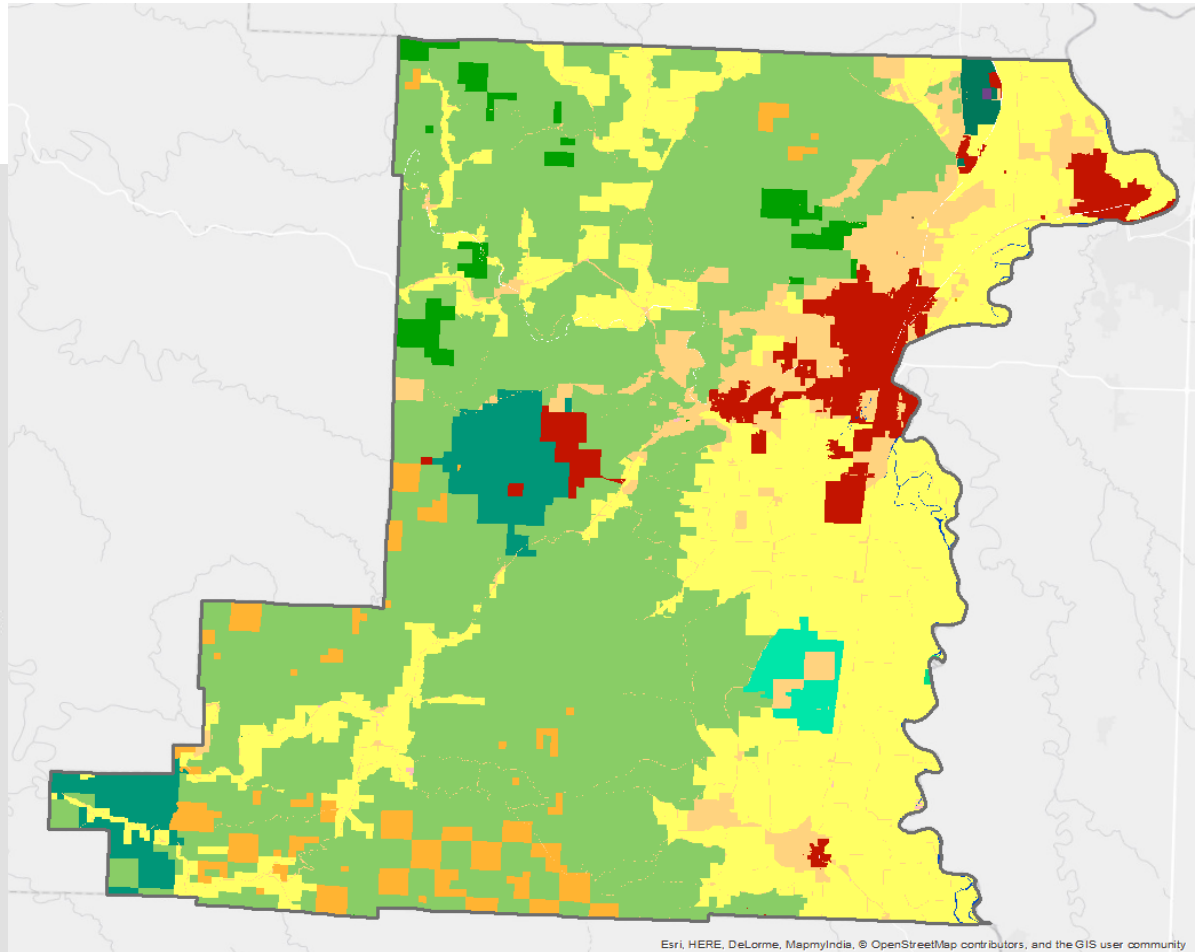 Esri, HERE, DeLorme, MapmyIndia, © OpenStreetMap contributors, and the GIS user community